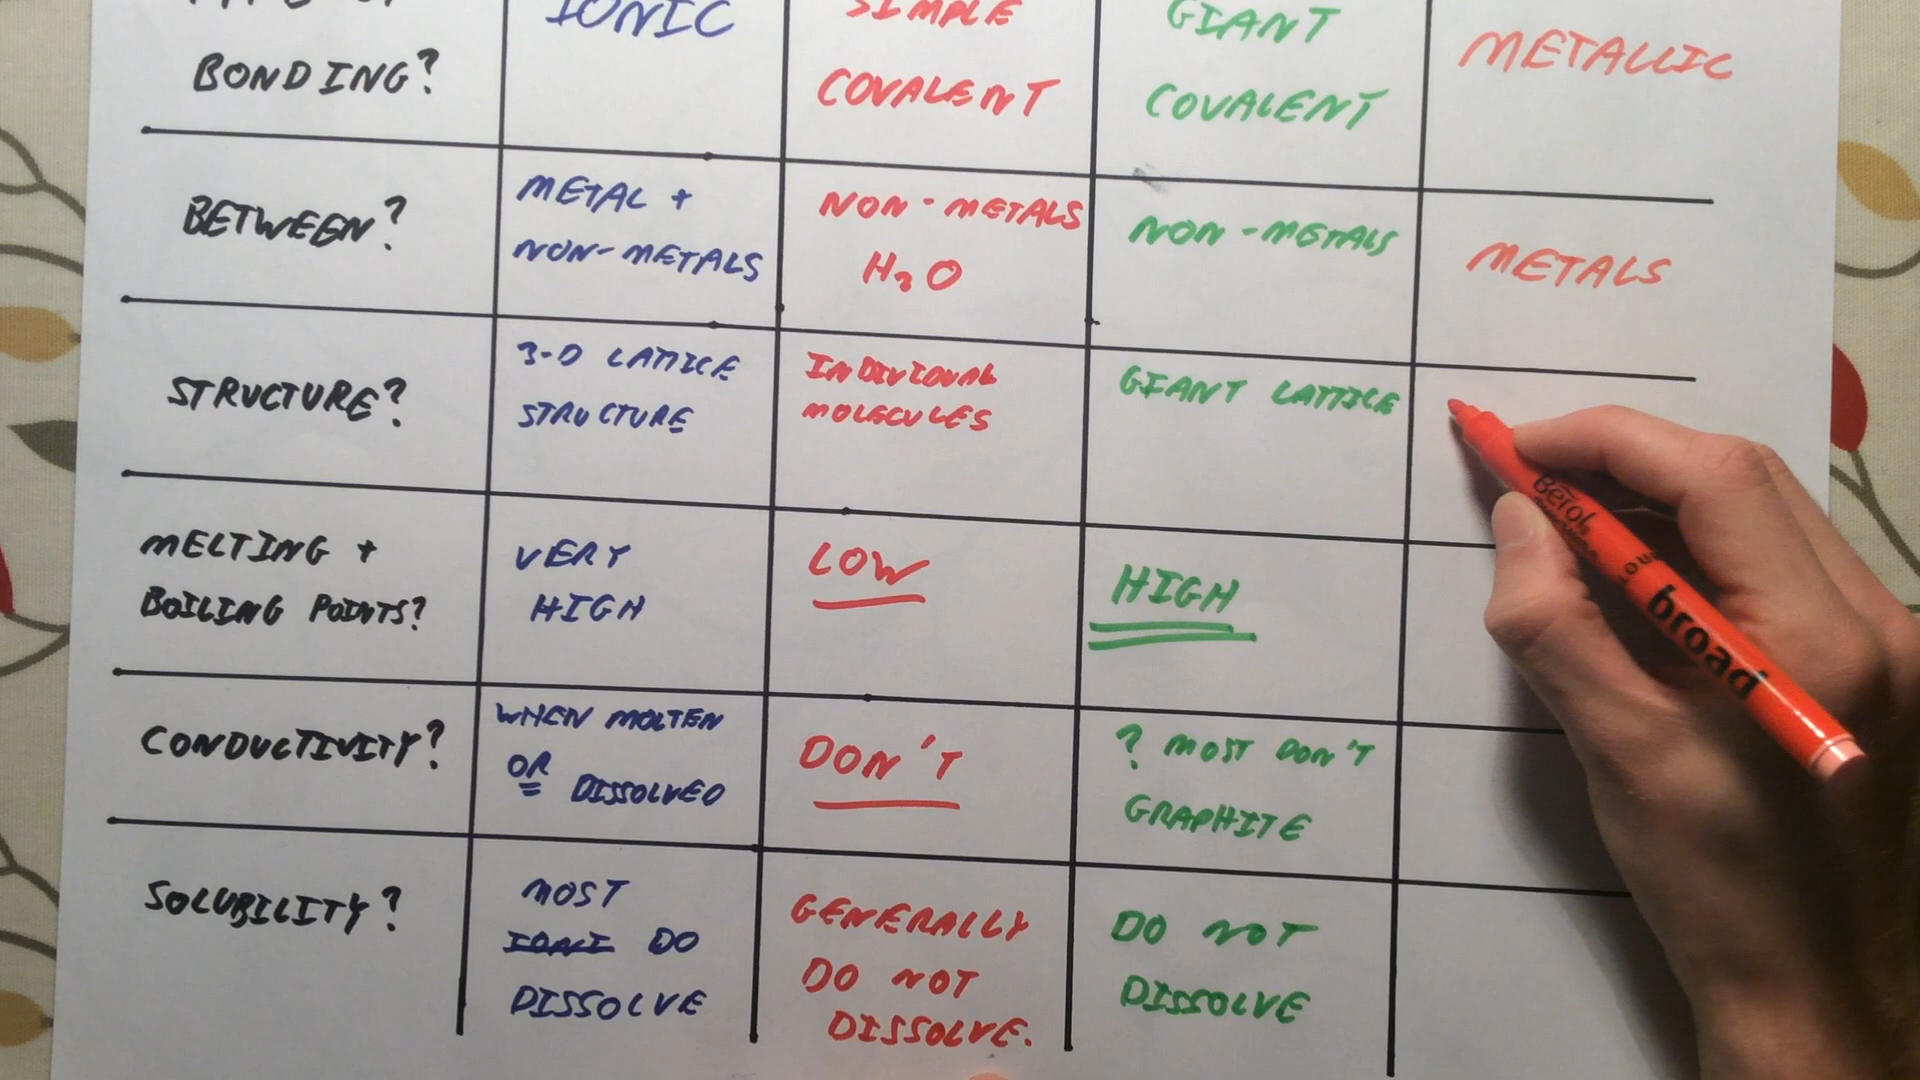 BONDING?
IONIC
SIMPLE
COVALENT
GIANT
COVALENT
METALLIC
BETWEEN?
METAL +
NON-METALS
NON-METALS
H₂O
NON-METALS
METALS
STRUCTURE?
3-D LATTICE
STRUCTURE
INDIVIDUAL
MOLECULES
GIANT LATTICE
MELTING +
BOILING POINTS?
VERY
HIGH
LOW
HIGH
CONDUCTIVITY?
WHEN MOLTEN
OR DISSOLVED
DON'T
? MOST DON'T
GRAPHITE
SOLUBILITY?
MOST
DO
DISSOLVE
GENERALLY
DO NOT
DISSOLVE.
DO NOT
DISSOLVE
Berol
broad